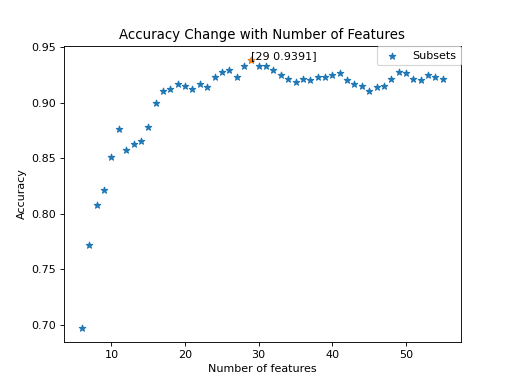 Accuracy Change with Number of Features
[29 0.9391]
Subsets
0.95
0.90
0.85
0.80
0.75
0.70
Accuracy
10 20 30 40 50
Number of features